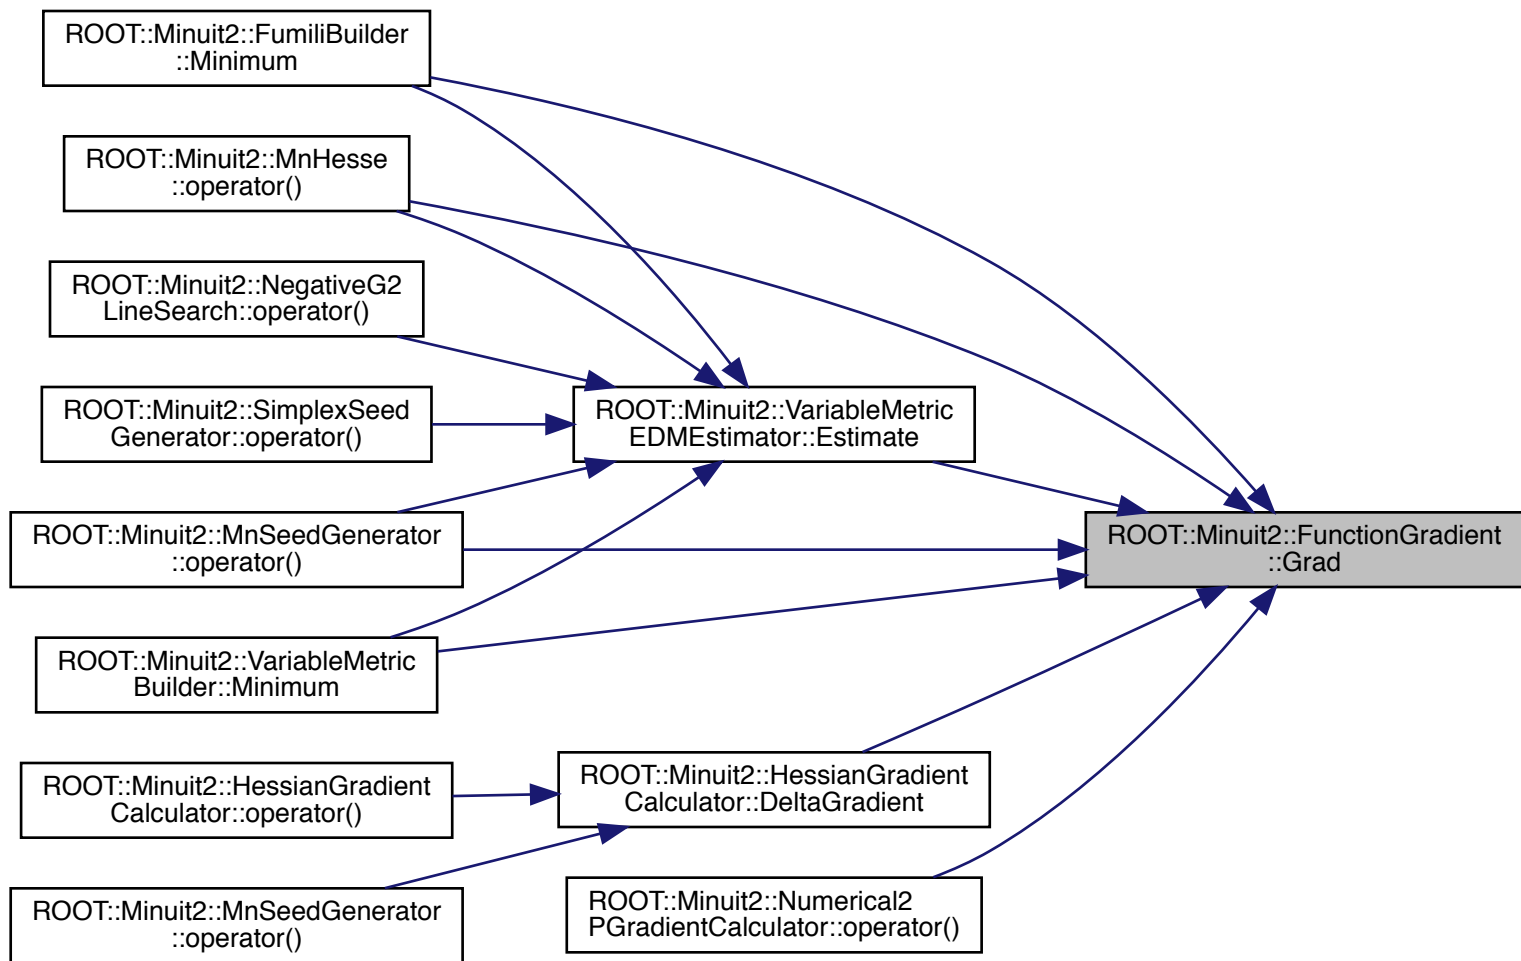 ROOT::Minuit2::FumiliBuilder
::Minimum
ROOT::Minuit2::MnHesse
::operator()
ROOT::Minuit2::NegativeG2
LineSearch::operator()
ROOT::Minuit2::SimplexSeed
Generator::operator()
ROOT::Minuit2::VariableMetric
EDMEstimator::Estimate
ROOT::Minuit2::MnSeedGenerator
::operator()
ROOT::Minuit2::FunctionGradient
::Grad
ROOT::Minuit2::VariableMetric
Builder::Minimum
ROOT::Minuit2::HessianGradient
Calculator::operator()
ROOT::Minuit2::HessianGradient
Calculator::DeltaGradient
ROOT::Minuit2::MnSeedGenerator
::operator()
ROOT::Minuit2::Numerical2
PGradientCalculator::operator()